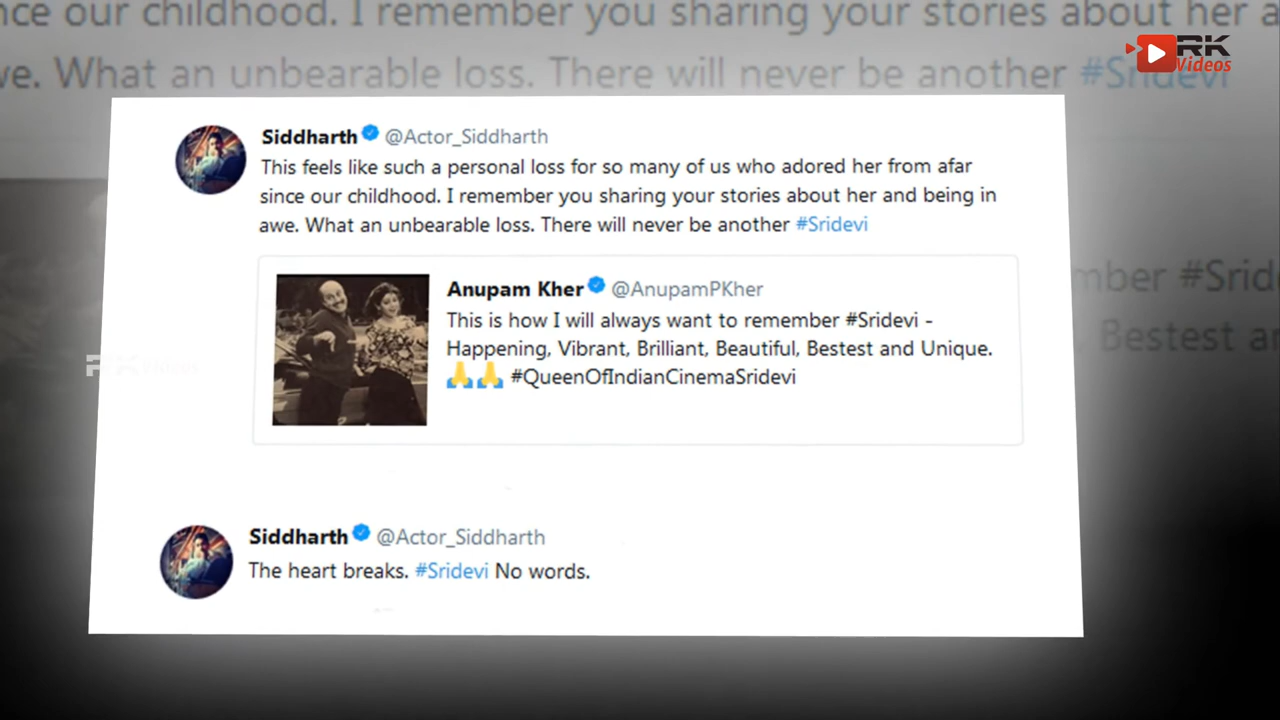 nce our childhood. I remember you sharing your stories about her a
we. What an unbearable loss. There will never be another #Sridevi
RK
Videos
Siddharth @Actor_Siddharth
This feels like such a personal loss for so many of us who adored her from afar
since our childhood. I remember you sharing your stories about her and being in
awe. What an unbearable loss. There will never be another #Sridevi
Anupam Kher @AnupamPKher
This is how I will always want to remember #Sridevi -
Happening, Vibrant, Brilliant, Beautiful, Bestest and Unique.
🙏🙏 #QueenOfIndianCinemaSridevi
mber #Srid
Bestest an
Siddharth @Actor_Siddharth
The heart breaks. #Sridevi No words.